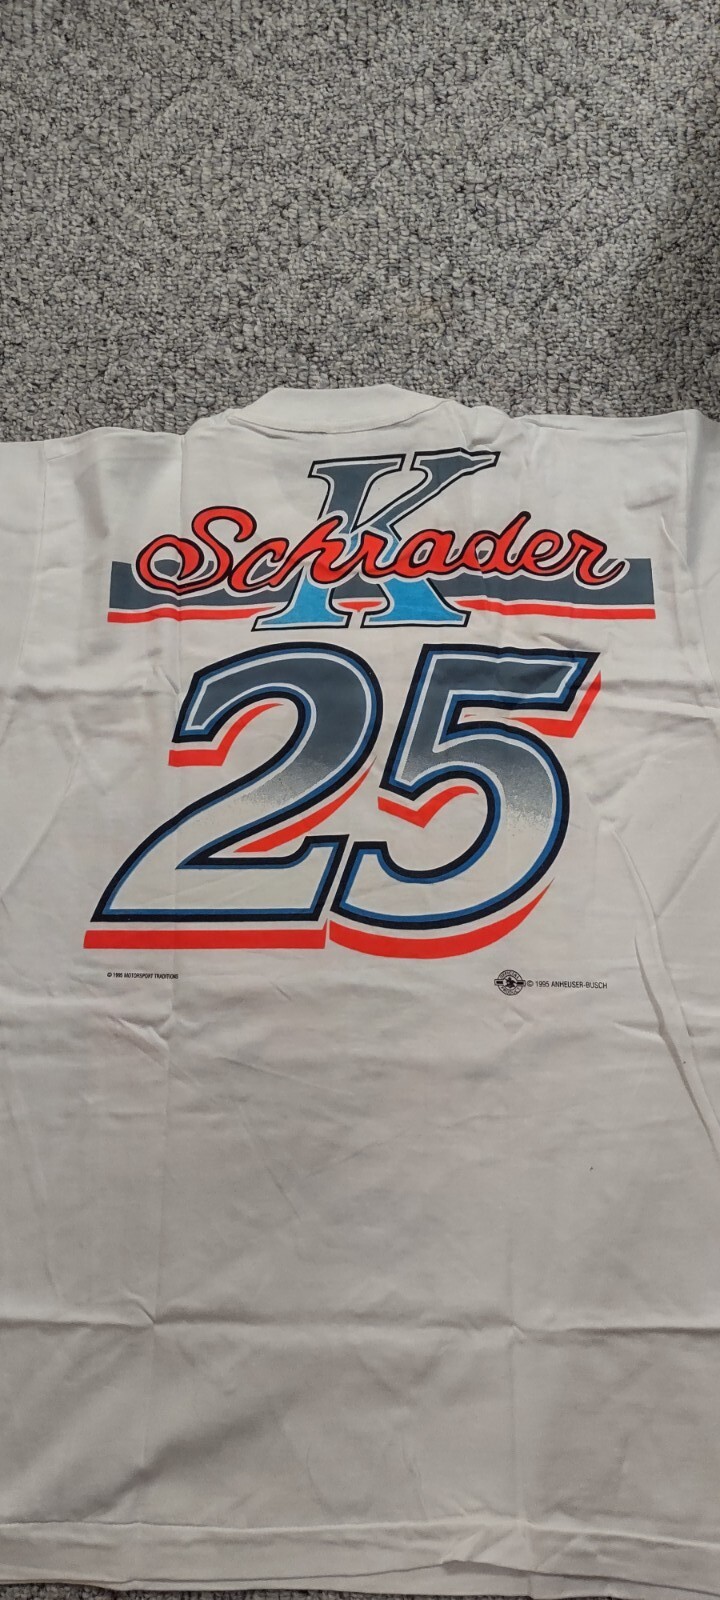 K
Schrader
25
© 1995 MOTORSPORT TRADITIONS
© 1995 ANHEUSER-BUSCH